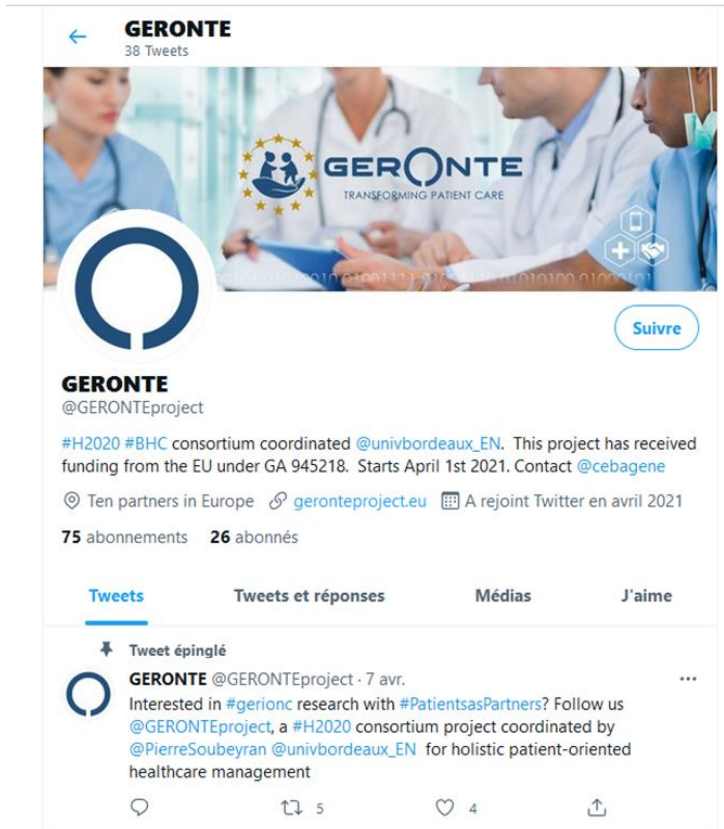 GERONTE
38 Tweets
GERONTE
TRANSFORMING PATIENT CARE
Suivre
GERONTE
@GERONTEproject
#H2020 #BHC consortium coordinated @univbordeaux_EN. This project has received
funding from the EU under GA 945218. Starts April 1st 2021. Contact @cebagene
Ten partners in Europe geronteproject.eu A rejoint Twitter en avril 2021
75 abonnements 26 abonnés
Tweets Tweets et réponses Médias J'aime
Tweet épinglé
GERONTE @GERONTEproject · 7 avr.
Interested in #gerionc research with #PatientsasPartners? Follow us
@GERONTEproject, a #H2020 consortium project coordinated by
@PierreSoubeyran @univbordeaux_EN for holistic patient-oriented
healthcare management
5 4